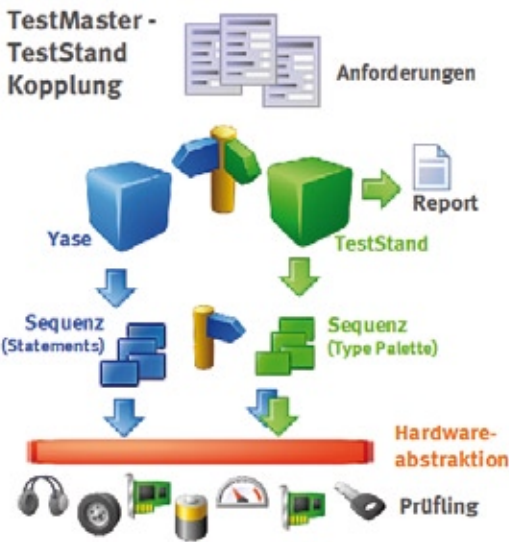 TestMaster -
TestStand
Kopplung
Anforderungen
Report
Yase
TestStand
Sequenz
(Statements)
Sequenz
(Type Palette)
Hardware-
abstraktion
Prüfling